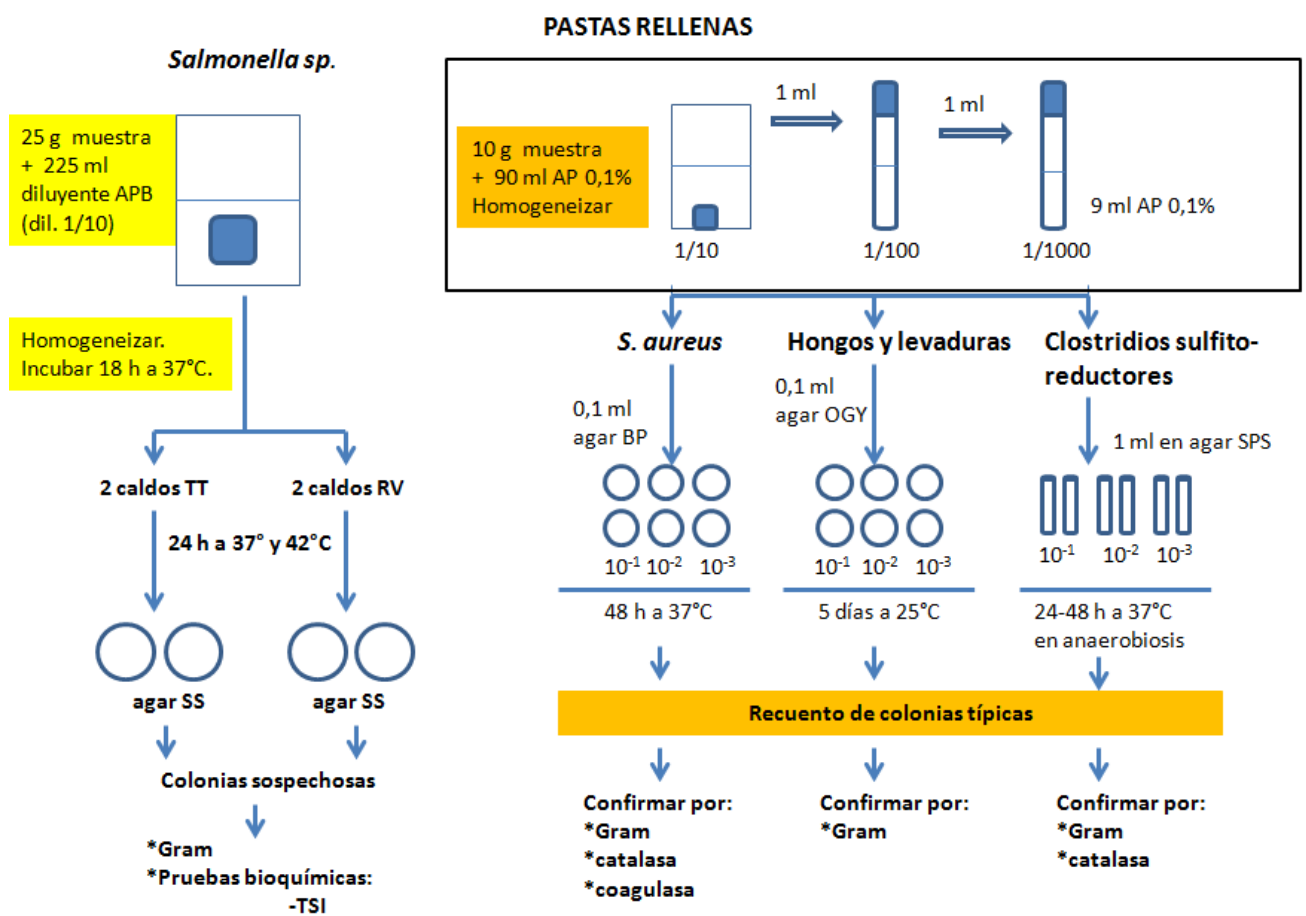 PASTAS RELLENAS
Salmonella sp.
25 g muestra
+ 225 ml
diluyente APB
(dil. 1/10)
Homogeneizar.
Incubar 18 h a 37°C.
2 caldos TT
2 caldos RV
24 h a 37° y 42°C
agar SS
agar SS
Colonias sospechosas
*Gram
*Pruebas bioquímicas:
-TSI
10 g muestra
+ 90 ml AP 0,1%
Homogeneizar
1 ml
1 ml
9 ml AP 0,1%
1/10
1/100
1/1000
S. aureus
0,1 ml
agar BP
10⁻¹ 10⁻² 10⁻³
48 h a 37°C
Hongos y levaduras
0,1 ml
agar OGY
10⁻¹ 10⁻² 10⁻³
5 días a 25°C
Clostridios sulfito-
reductores
1 ml en agar SPS
10⁻¹ 10⁻² 10⁻³
24-48 h a 37°C
en anaerobiosis
Recuento de colonias típicas
Confirmar por:
*Gram
*catalasa
*coagulasa
Confirmar por:
*Gram
Confirmar por:
*Gram
*catalasa